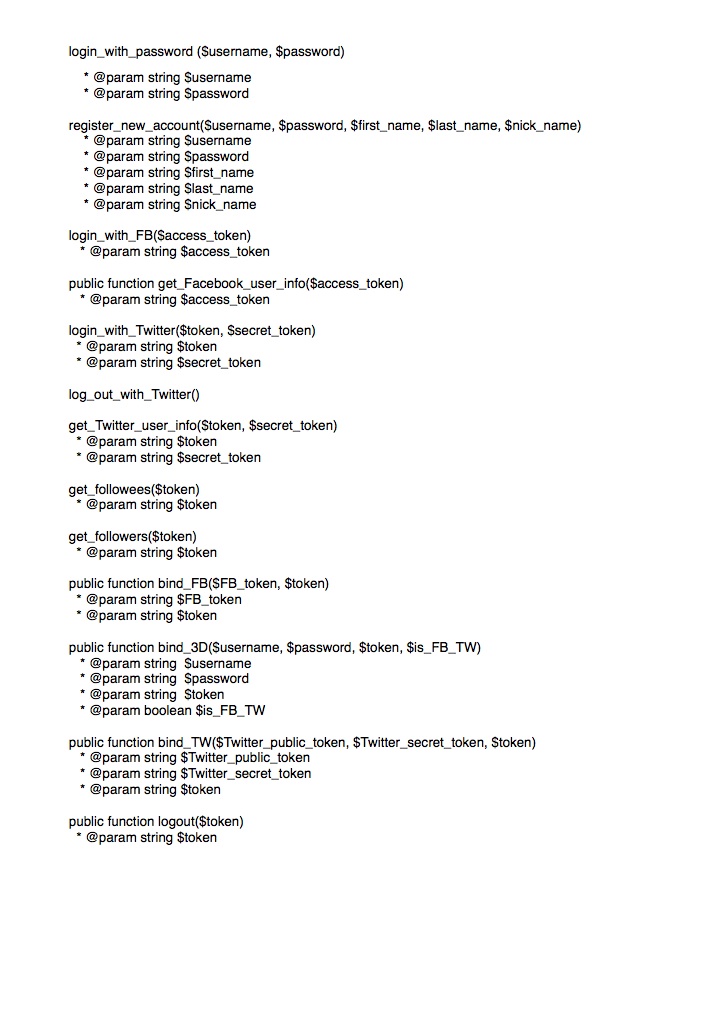 login_with_password ($username, $password)
* @param string $username
* @param string $password
register_new_account($username, $password, $first_name, $last_name, $nick_name)
* @param string $username
* @param string $password
* @param string $first_name
* @param string $last_name
* @param string $nick_name
login_with_FB($access_token)
* @param string $access_token
public function get_Facebook_user_info($access_token)
* @param string $access_token
login_with_Twitter($token, $secret_token)
* @param string $token
* @param string $secret_token
log_out_with_Twitter()
get_Twitter_user_info($token, $secret_token)
* @param string $token
* @param string $secret_token
get_followees($token)
* @param string $token
get_followers($token)
* @param string $token
public function bind_FB($FB_token, $token)
* @param string $FB_token
* @param string $token
public function bind_3D($username, $password, $token, $is_FB_TW)
* @param string  $username
* @param string  $password
* @param string  $token
* @param boolean $is_FB_TW
public function bind_TW($Twitter_public_token, $Twitter_secret_token, $token)
* @param string $Twitter_public_token
* @param string $Twitter_secret_token
* @param string $token
public function logout($token)
* @param string $token